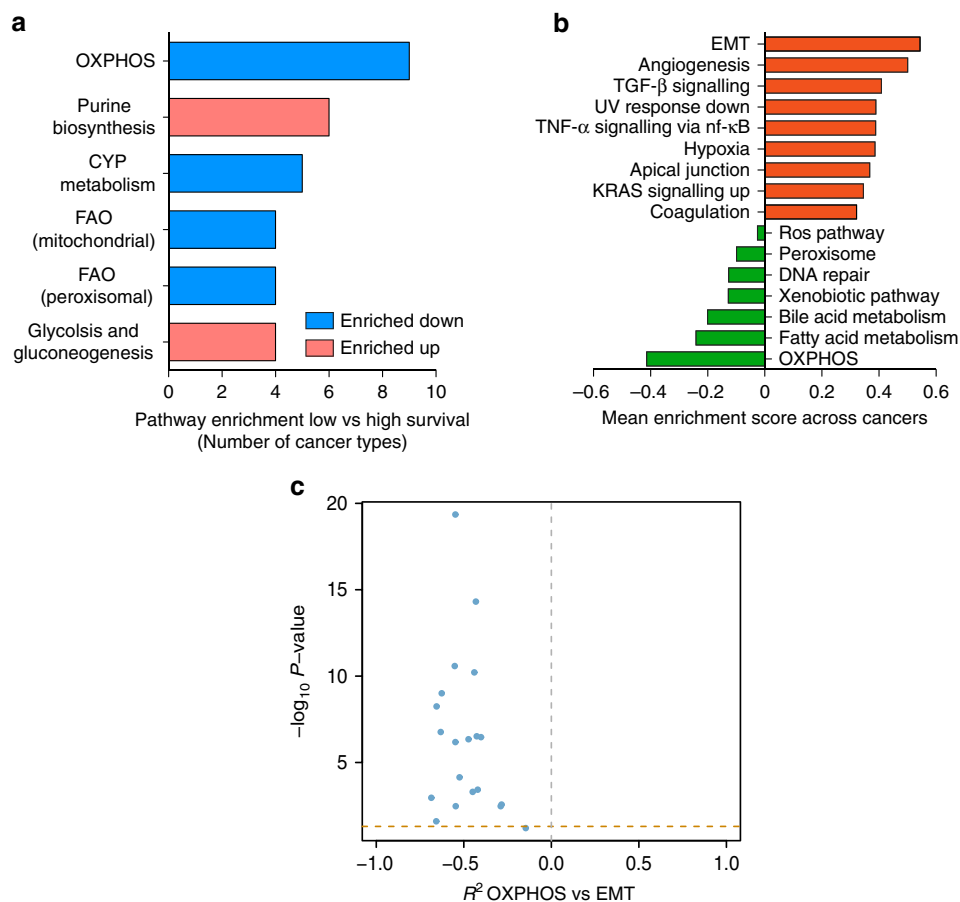 a
OXPHOS
Purine
biosynthesis
CYP
metabolism
FAO
(mitochondrial)
FAO
(peroxisomal)
Glycolsis and
gluconeogenesis
Enriched down
Enriched up
0 2 4 6 8 10
Pathway enrichment low vs high survival
(Number of cancer types)
b
EMT
Angiogenesis
TGF-β signalling
UV response down
TNF-α signalling via nf-κB
Hypoxia
Apical junction
KRAS signalling up
Coagulation
Ros pathway
Peroxisome
DNA repair
Xenobiotic pathway
Bile acid metabolism
Fatty acid metabolism
OXPHOS
−0.6 −0.4 −0.2 0 0.2 0.4 0.6
Mean enrichment score across cancers
c
20
15
10
5
−log10 P−value
−1.0 −0.5 0.0 0.5 1.0
R² OXPHOS vs EMT